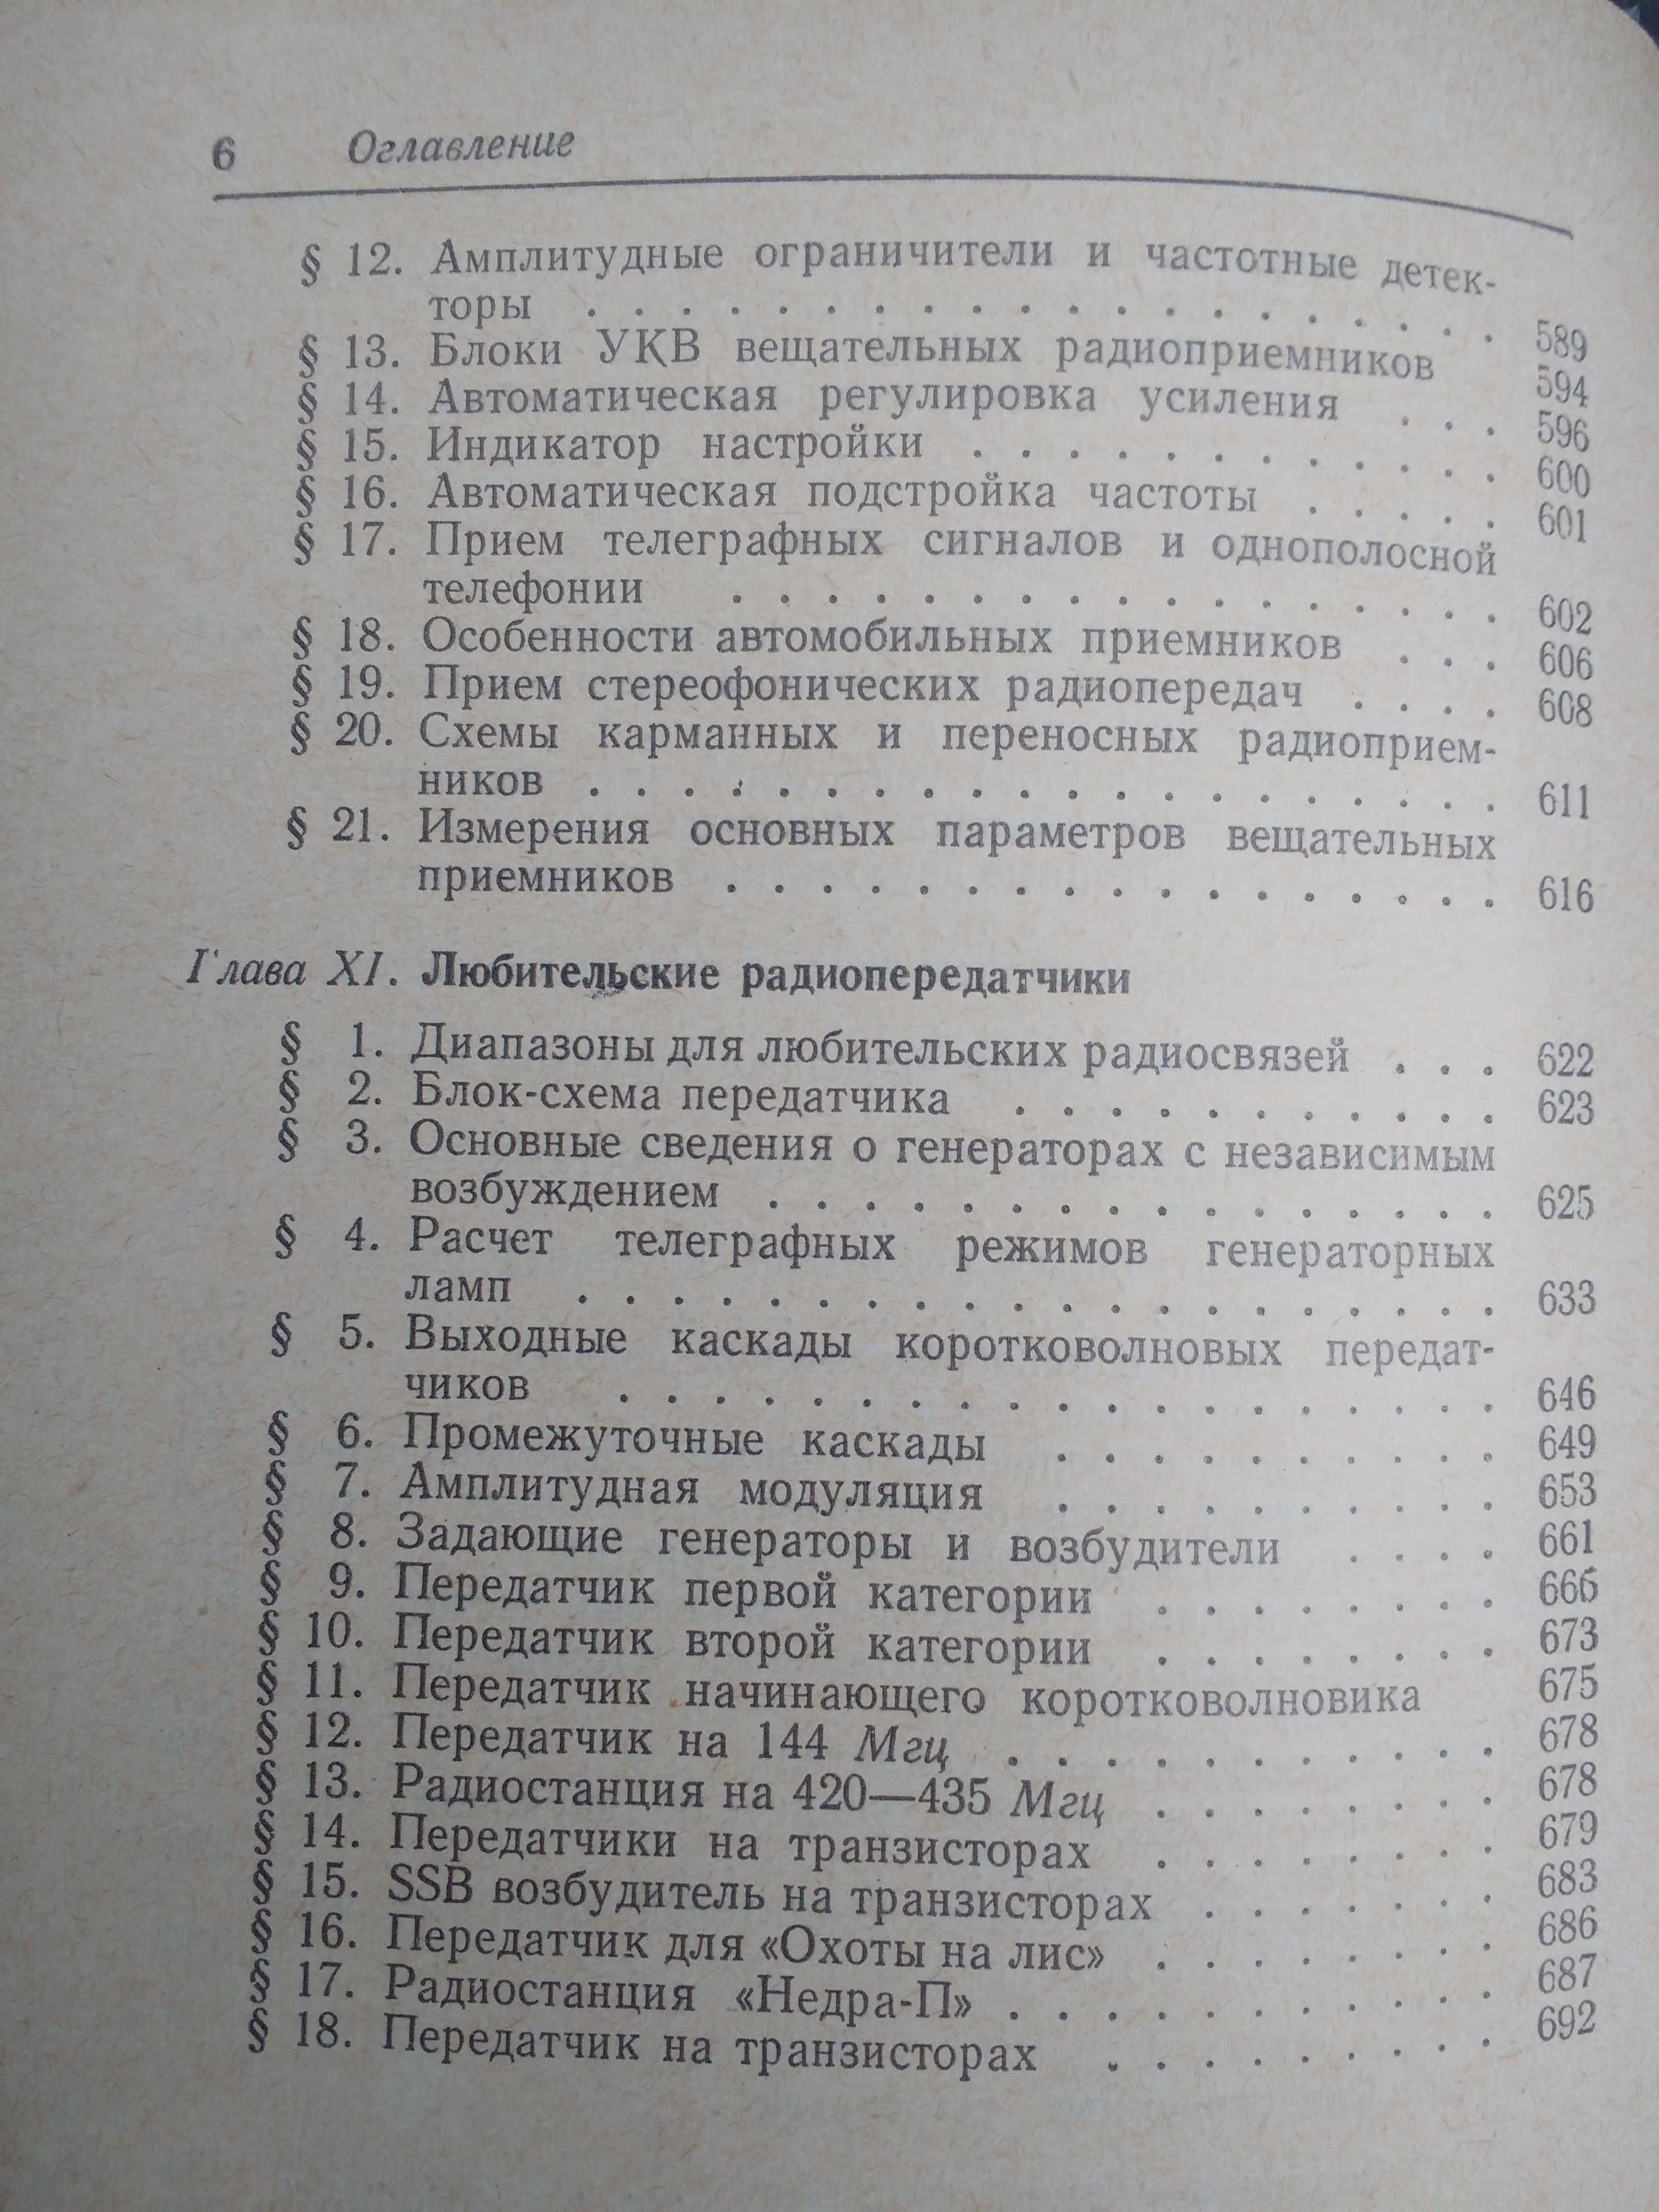 6 Оглавление
§ 12. Амплитудные ограничители и частотные детек-
торы . . . . . . . . . . . . . . . . . . . 589
§ 13. Блоки УКВ вещательных радиоприемников 594
§ 14. Автоматическая регулировка усиления . . . 596
§ 15. Индикатор настройки . . . . . . . . . . . 600
§ 16. Автоматическая подстройка частоты . . . . . 601
§ 17. Прием телеграфных сигналов и однополосной
телефонии . . . . . . . . . . . . . . . . 602
§ 18. Особенности автомобильных приемников . . . 606
§ 19. Прием стереофонических радиопередач . . . . 608
§ 20. Схемы карманных и переносных радиоприем-
ников . . . . . . . . . . . . . . . . . . . 611
§ 21. Измерения основных параметров вещательных
приемников . . . . . . . . . . . . . . . . 616
Глава XI. Любительские радиопередатчики
§ 1. Диапазоны для любительских радиосвязей . . . 622
§ 2. Блок-схема передатчика . . . . . . . . . . 623
§ 3. Основные сведения о генераторах с независимым
возбуждением . . . . . . . . . . . . . . . 625
§ 4. Расчет телеграфных режимов генераторных
ламп . . . . . . . . . . . . . . . . . . . 633
§ 5. Выходные каскады коротковолновых передат-
чиков . . . . . . . . . . . . . . . . . . 646
§ 6. Промежуточные каскады . . . . . . . . . . 649
§ 7. Амплитудная модуляция . . . . . . . . . . 653
§ 8. Задающие генераторы и возбудители . . . . 661
§ 9. Передатчик первой категории . . . . . . . . 666
§ 10. Передатчик второй категории . . . . . . . . 673
§ 11. Передатчик начинающего коротковолновика 675
§ 12. Передатчик на 144 Мгц . . . . . . . . . . . 678
§ 13. Радиостанция на 420—435 Мгц . . . . . . . . 678
§ 14. Передатчики на транзисторах . . . . . . . . 679
§ 15. SSB возбудитель на транзисторах . . . . . . . 683
§ 16. Передатчик для «Охоты на лис» . . . . . . . . 686
§ 17. Радиостанция «Недра-П» . . . . . . . . . . . 687
§ 18. Передатчик на транзисторах . . . . . . . . . 692